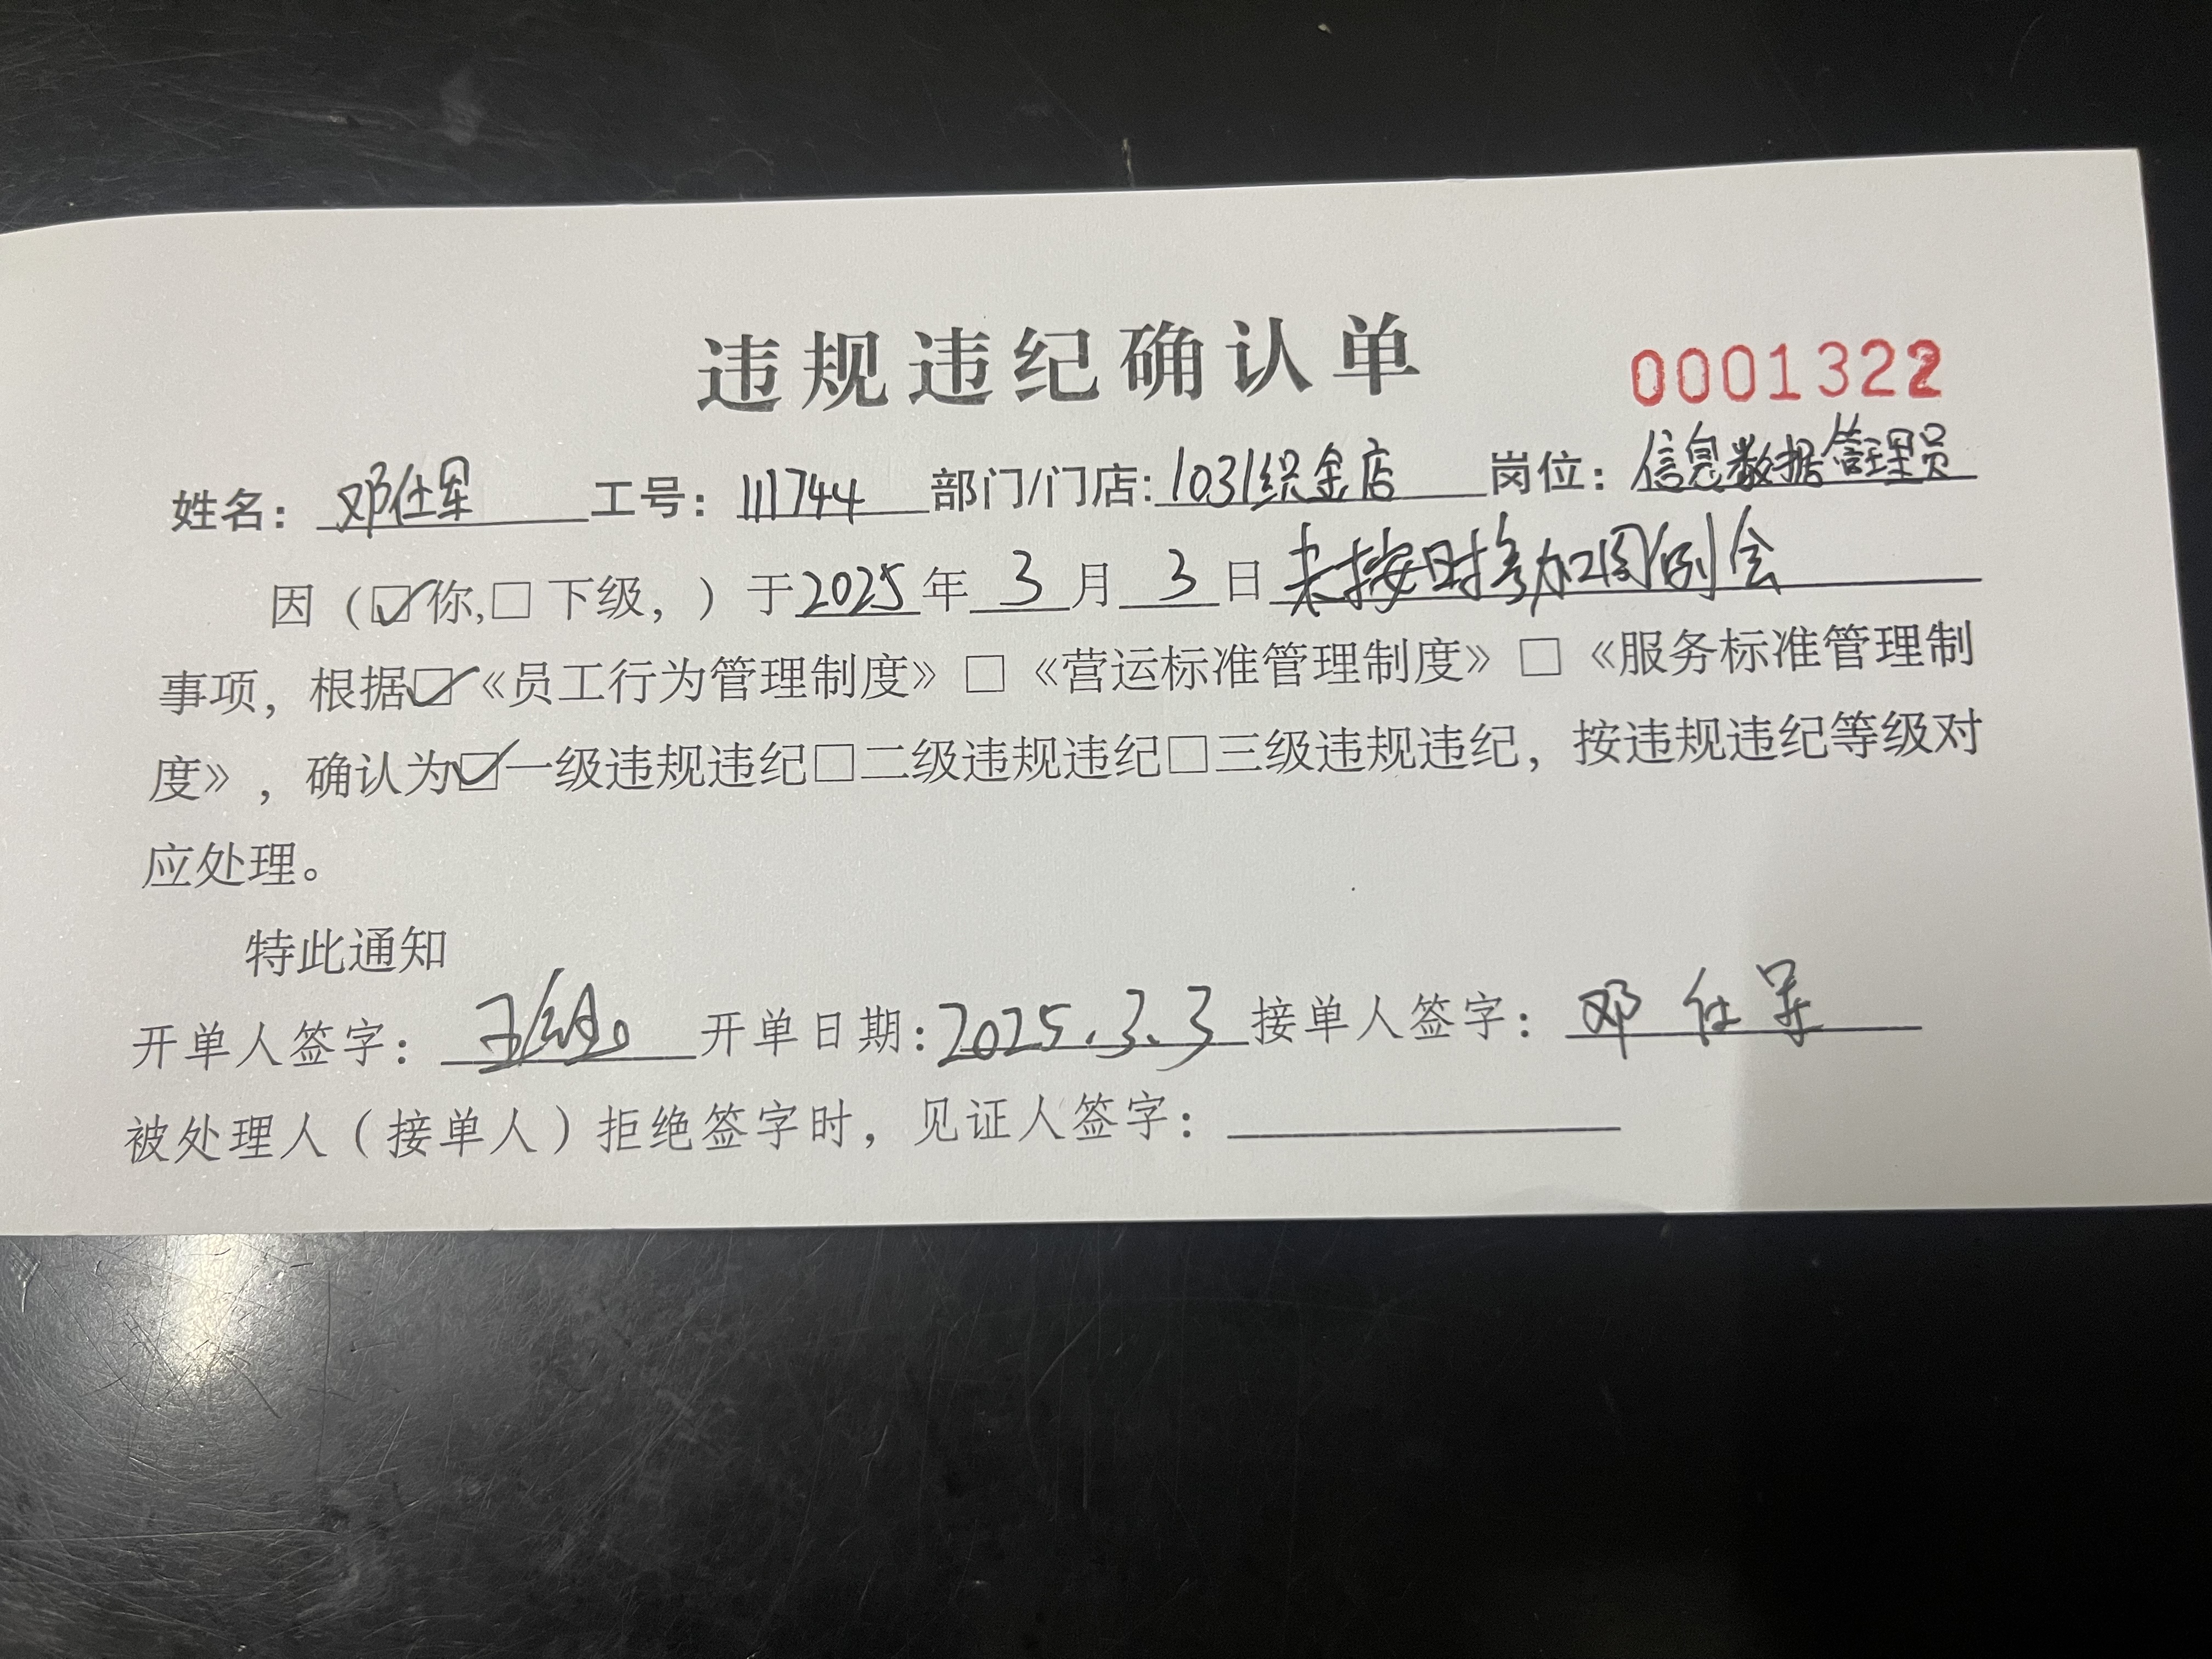 违规违纪确认单
0001322
姓名：邓仕军 工号：111744 部门/门店：1031织金店 岗位：信息数据管理员
因（☑你,□下级，）于2025年3月3日未按时参加周例会
事项，根据☑《员工行为管理制度》□《营运标准管理制度》□《服务标准管理制
度》，确认为☑一级违规违纪□二级违规违纪□三级违规违纪，按违规违纪等级对
应处理。
特此通知
开单人签字：王 开单日期：2025.3.3 接单人签字：邓仕军
被处理人（接单人）拒绝签字时，见证人签字：